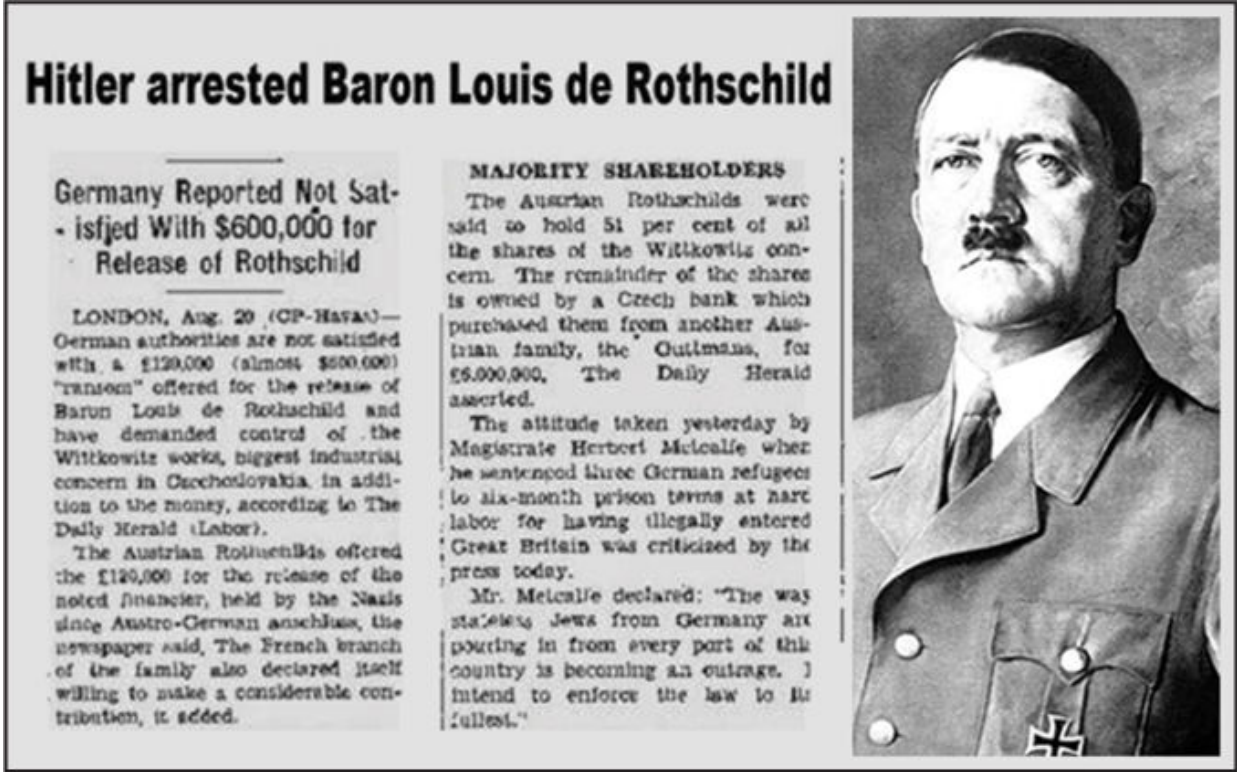 Hitler arrested Baron Louis de Rothschild
Germany Reported Not Sat-
- isfjed With $600,000 for
Release of Rothschild
LONDON, Aug. 20 (CP-Havas)—
German authorities are not satisfied
with a £120,000 (almost $600,000)
"ransom" offered for the release of
Baron Louis de Rothschild and
have demanded control of the
Wittkowitz works, biggest industrial
concern in Czechoslovakia, in addi-
tion to the money, according to The
Daily Herald (Labor).
The Austrian Rothschilds offered
the £120,000 for the release of the
noted financier, held by the Nazis
since Austro-German anschluss, the
newspaper said. The French branch
of the family also declared itself
willing to make a considerable con-
tribution, it added.
MAJORITY SHAREHOLDERS
The Austrian Rothschilds were
said to hold 51 per cent of all
the shares of the Wittkowitz con-
cern. The remainder of the shares
is owned by a Czech bank which
purchased them from another Aus-
trian family, the Guttmans, for
£6,000,000, The Daily Herald
asserted.
The attitude taken yesterday by
Magistrate Herbert Metcalfe when
he sentenced three German refugees
to six-month prison terms at hard
labor for having illegally entered
Great Britain was criticized by the
press today.
Mr. Metcalfe declared: "The way
stateless Jews from Germany are
pouring in from every part of this
country is becoming an outrage. I
intend to enforce the law to its
fullest."